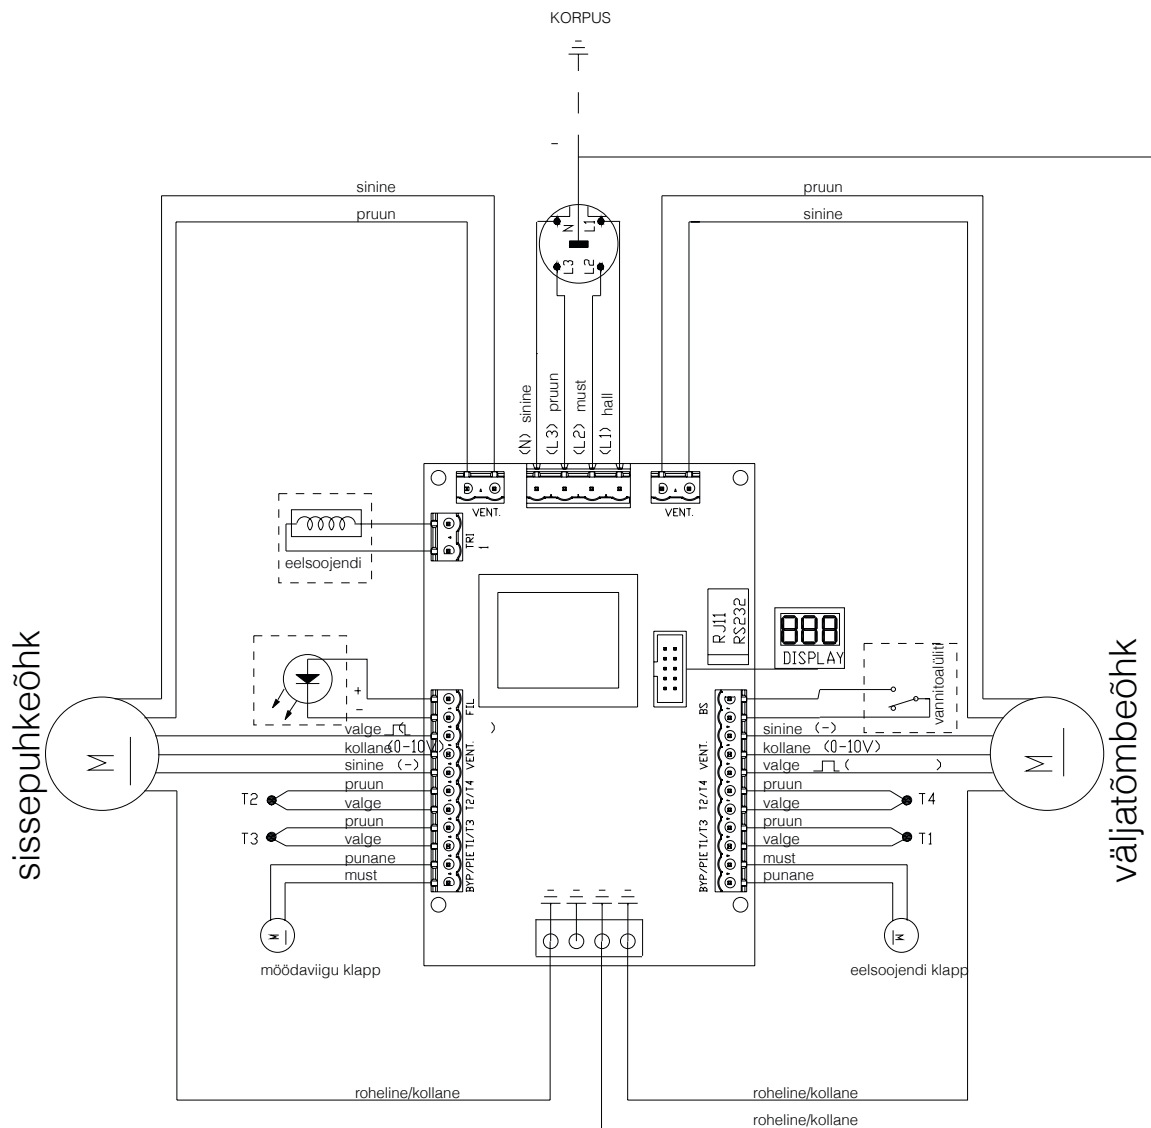 KORPUS
sinine
pruun
pruun
sinine
N
L1
L3
L2
(N) sinine
(L3) pruun
(L2) must
(L1) hall
VENT.
VENT.
TR1
1
eelsoojendi
RJ11
RS232
888
DISPLAY
vannitoalüliti
sissepuhkeõhk
väljatõmbeõhk
M
M
+
−
FIL
VENT.
T2/T4
T1/T3
BYP/PIE
BS
VENT.
T2/T4
T1/T3
BYP/PIE
valge ( )
kollane (0-10V)
sinine (-)
pruun
valge
pruun
valge
punane
must
T2
T3
sinine (-)
kollane (0-10V)
valge ( )
pruun
valge
pruun
valge
must
punane
T4
T1
M
möödaviigu klapp
M
eelsoojendi klapp
roheline/kollane
roheline/kollane
roheline/kollane